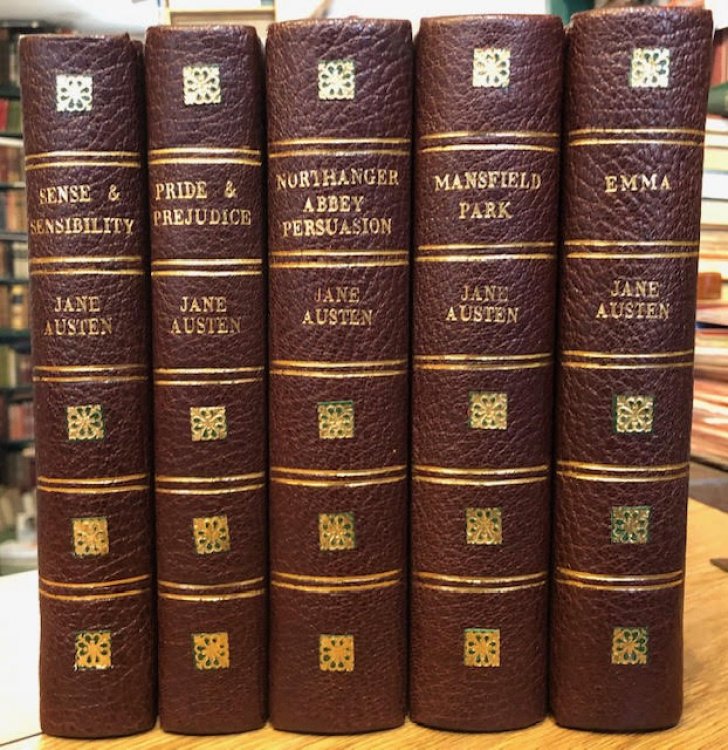 SENSE &
SENSIBILITY
JANE
AUSTEN
PRIDE &
PREJUDICE
JANE
AUSTEN
NORTHANGER
ABBEY
PERSUASION
JANE
AUSTEN
MANSFIELD
PARK
JANE
AUSTEN
EMMA
JANE
AUSTEN